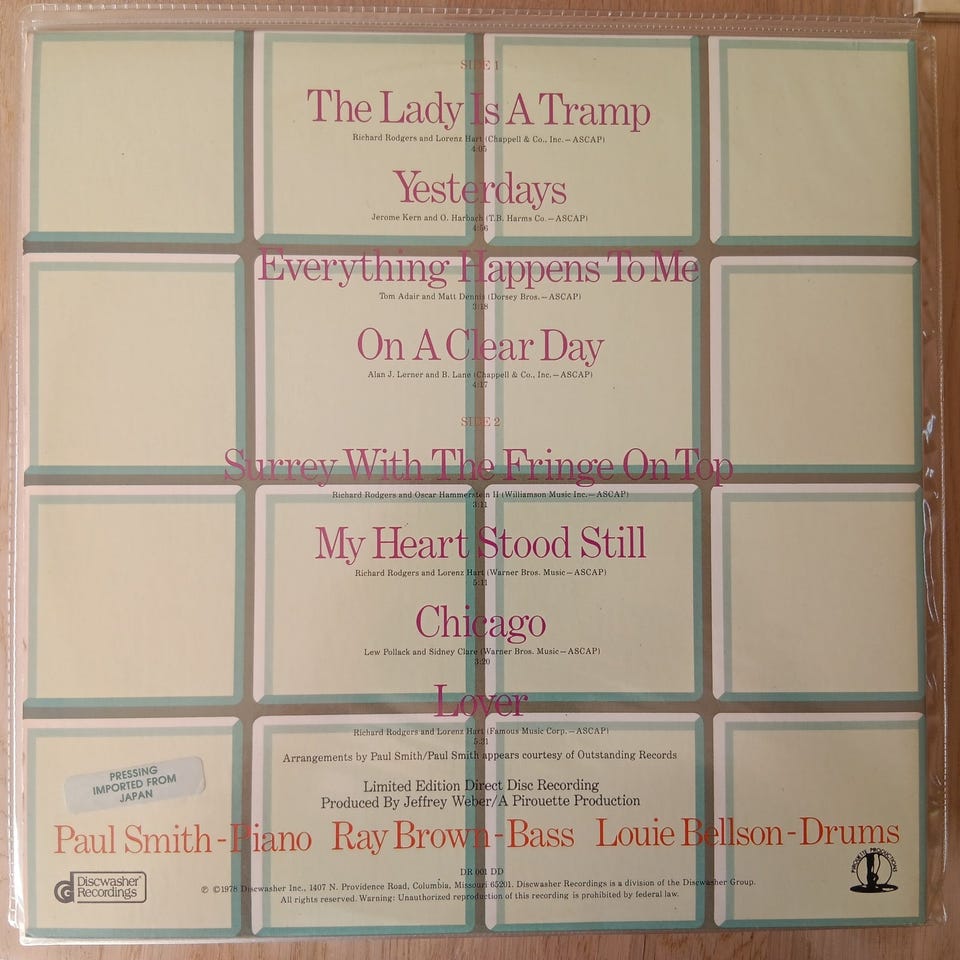 SIDE 1
The Lady Is A Tramp
Richard Rodgers and Lorenz Hart (Chappell & Co., Inc.—ASCAP)
4:05
Yesterdays
Jerome Kern and O. Harbach (T.B. Harms Co.—ASCAP)
4:56
Everything Happens To Me
Tom Adair and Matt Dennis (Dorsey Bros.—ASCAP)
3:18
On A Clear Day
Alan J. Lerner and B. Lane (Chappell & Co., Inc.—ASCAP)
4:17
SIDE 2
Surrey With The Fringe On Top
Richard Rodgers and Oscar Hammerstein II (Williamson Music Inc.—ASCAP)
3:11
My Heart Stood Still
Richard Rodgers and Lorenz Hart (Warner Bros. Music—ASCAP)
5:11
Chicago
Lew Pollack and Sidney Clare (Warner Bros. Music—ASCAP)
3:20
Lover
Richard Rodgers and Lorenz Hart (Famous Music Corp.—ASCAP)
5:31
Arrangements by Paul Smith/Paul Smith appears courtesy of Outstanding Records
PRESSING
IMPORTED FROM
JAPAN
Limited Edition Direct Disc Recording
Produced By Jeffrey Weber/A Pirouette Production
Paul Smith-Piano Ray Brown-Bass Louie Bellson-Drums
DR 001 DD
Discwasher
Recordings
℗ ©1978 Discwasher Inc., 1407 N. Providence Road, Columbia, Missouri 65201. Discwasher Recordings is a division of the Discwasher Group.
All rights reserved. Warning: Unauthorized reproduction of this recording is prohibited by federal law.
PIROUETTE PRODUCTIONS